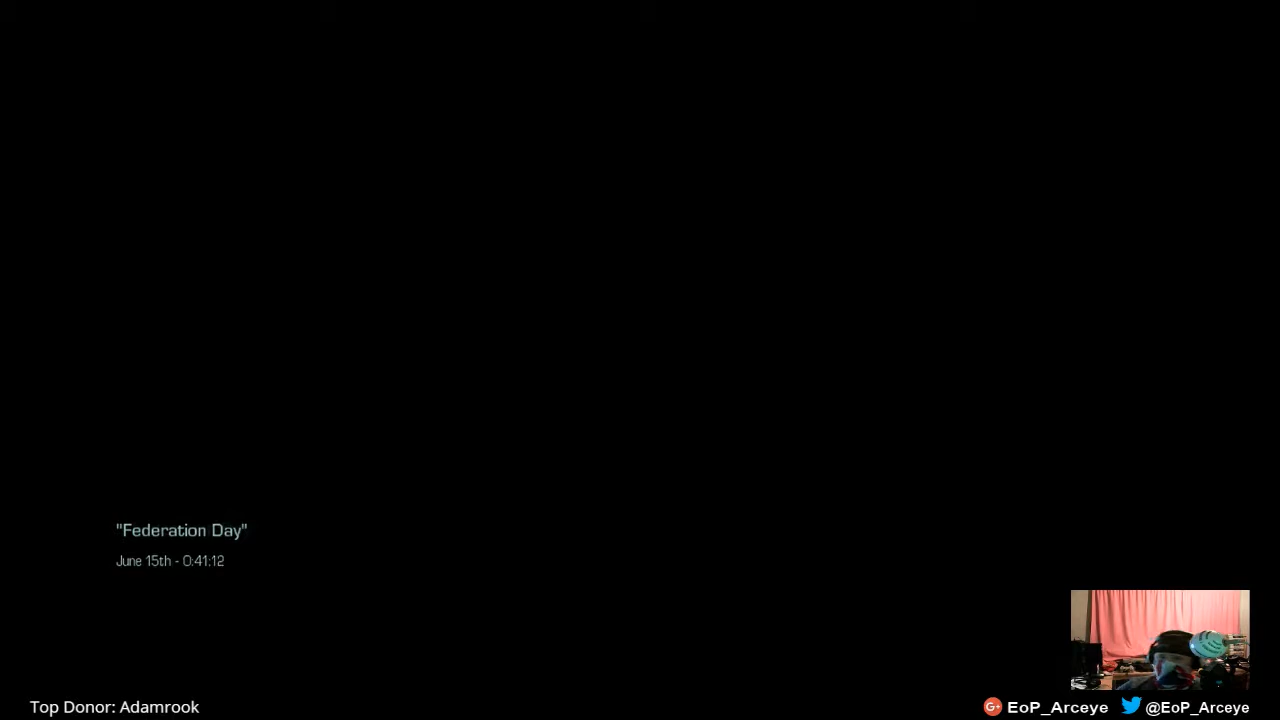 "Federation Day"
June 15th - 0:41:12
Top Donor: Adamrook
G+ EoP_Arceye @EoP_Arceye